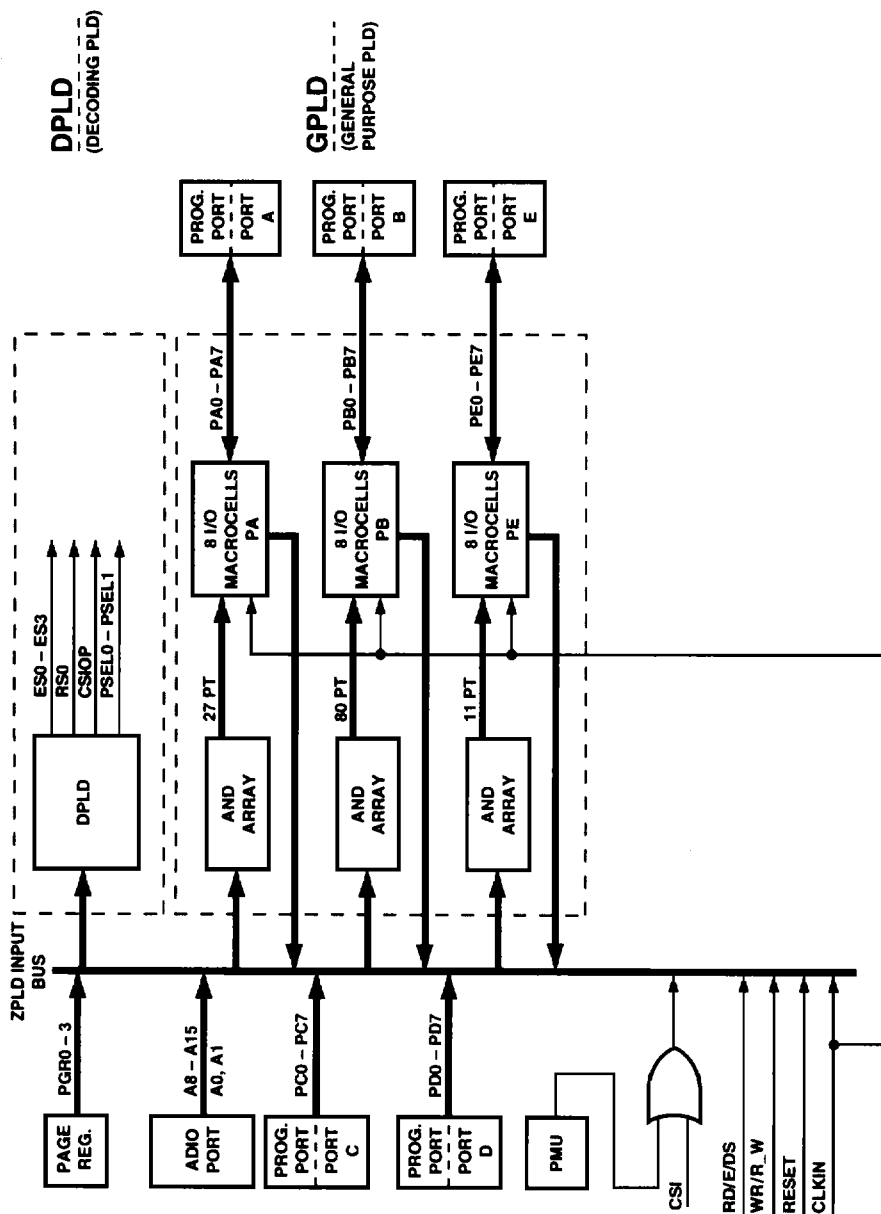 DPLD
(DECODING PLD)
GPLD
(GENERAL
PURPOSE PLD)
ZPLD INPUT
BUS
PAGE
REG.
PGR0 – 3
DPLD
ES0 – ES3
RS0
CSIOP
PSEL0 – PSEL1
ADIO
PORT
A8 – A15
A0, A1
AND
ARRAY
27 PT
8 I/O
MACROCELLS
PA
PA0 – PA7
PROG.
PORT
PORT
A
PROG.
PORT
PORT
C
PC0 – PC7
AND
ARRAY
80 PT
8 I/O
MACROCELLS
PB
PB0 – PB7
PROG.
PORT
PORT
B
PROG.
PORT
PORT
D
PD0 – PD7
AND
ARRAY
11 PT
8 I/O
MACROCELLS
PE
PE0 – PE7
PROG.
PORT
PORT
E
PMU
CSI
RD/E/DS
WR/R_W
RESET
CLKIN